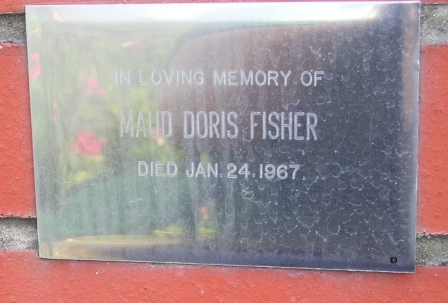 IN LOVING MEMORY OF
MAUD DORIS FISHER
DIED JAN. 24. 1967